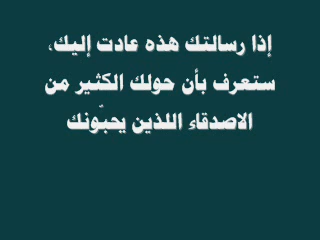 إذا رسالتك هذه عادت إليك،
ستعرف بأن حولك الكثير من
الاصدقاء اللذين يحبّونك